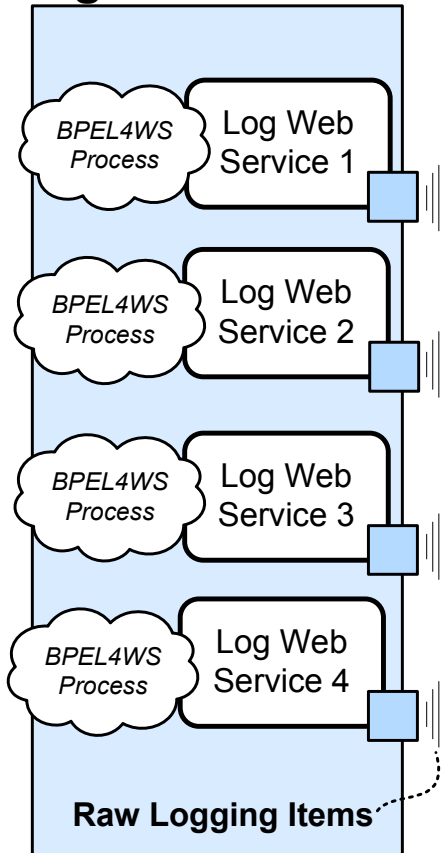 BPEL4WS
Process
Log Web
Service 1
BPEL4WS
Process
Log Web
Service 2
BPEL4WS
Process
Log Web
Service 3
BPEL4WS
Process
Log Web
Service 4
Raw Logging Items